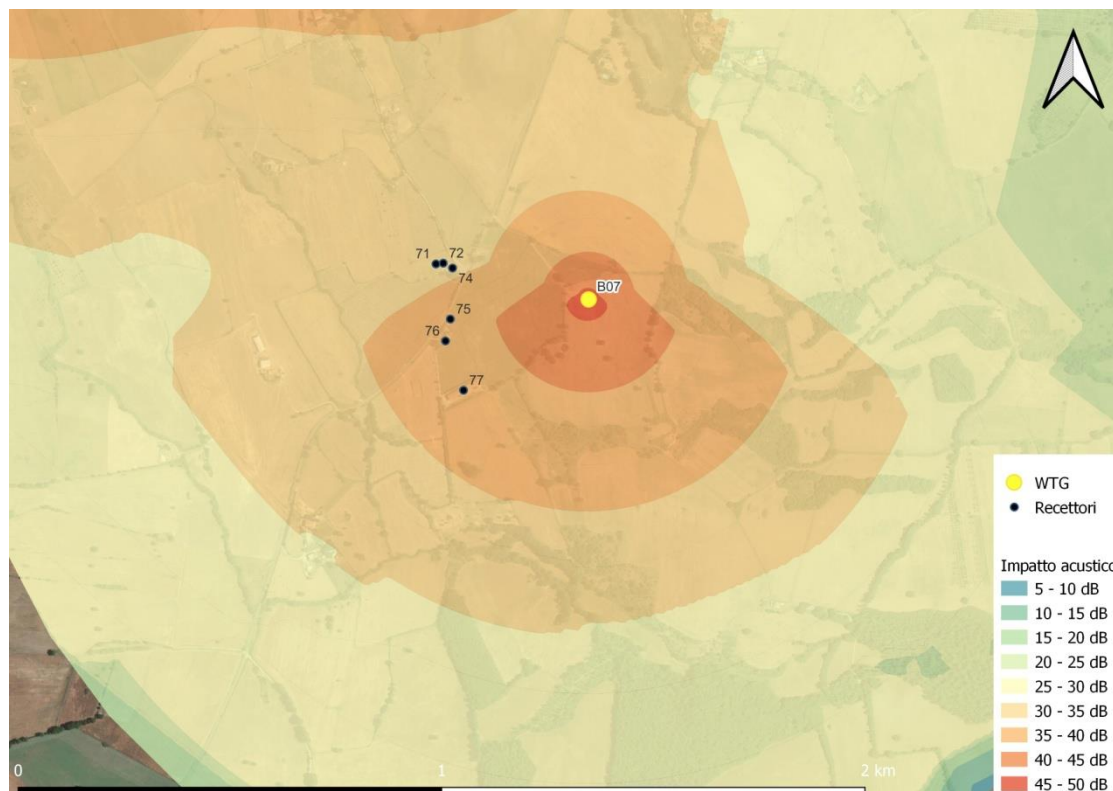 B07
71 72
74
75
76
77
WTG
Recettori
Impatto acustico
5 - 10 dB
10 - 15 dB
15 - 20 dB
20 - 25 dB
25 - 30 dB
30 - 35 dB
35 - 40 dB
40 - 45 dB
45 - 50 dB
0 1 2 km